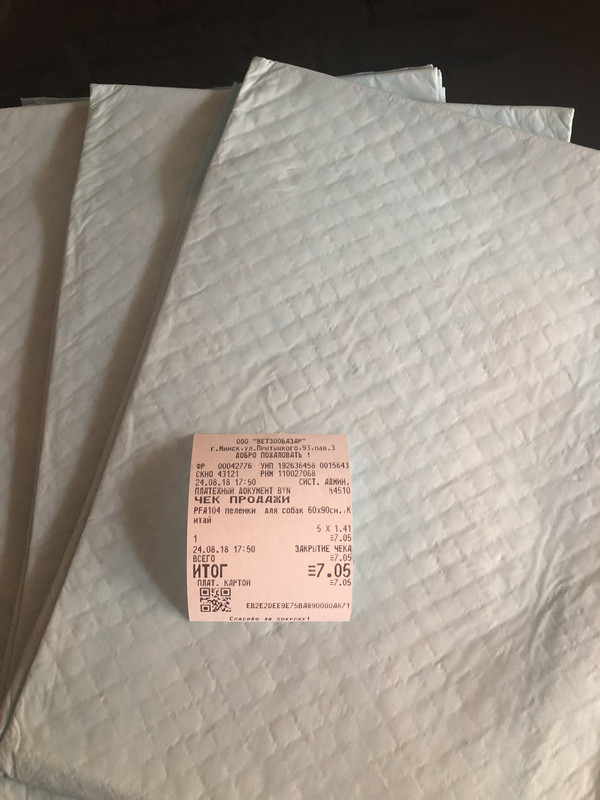 ООО "ВЕТЗООБАЗАР"
г.Минск,ул.Притыцкого,93,пав.3
ДОБРО ПОЖАЛОВАТЬ !
ФР 00042776 УНП 192636458 0015643
СКНО 43121 РНМ 110027068
24.08.18 17:50 СИСТ. АДМИН.
ПЛАТЕЖНЫЙ ДОКУМЕНТ BYN №4510
ЧЕК ПРОДАЖИ
PFA104 пеленки для собак 60х90см.,К
итай
5 X 1.41
1 =7.05
24.08.18 17:50 ЗАКРЫТИЕ ЧЕКА
ВСЕГО =7.05
ИТОГ =7.05
ПЛАТ. КАРТОЙ =7.05
EB2E2DEE9E75BA890000A871
Спасибо за покупку!